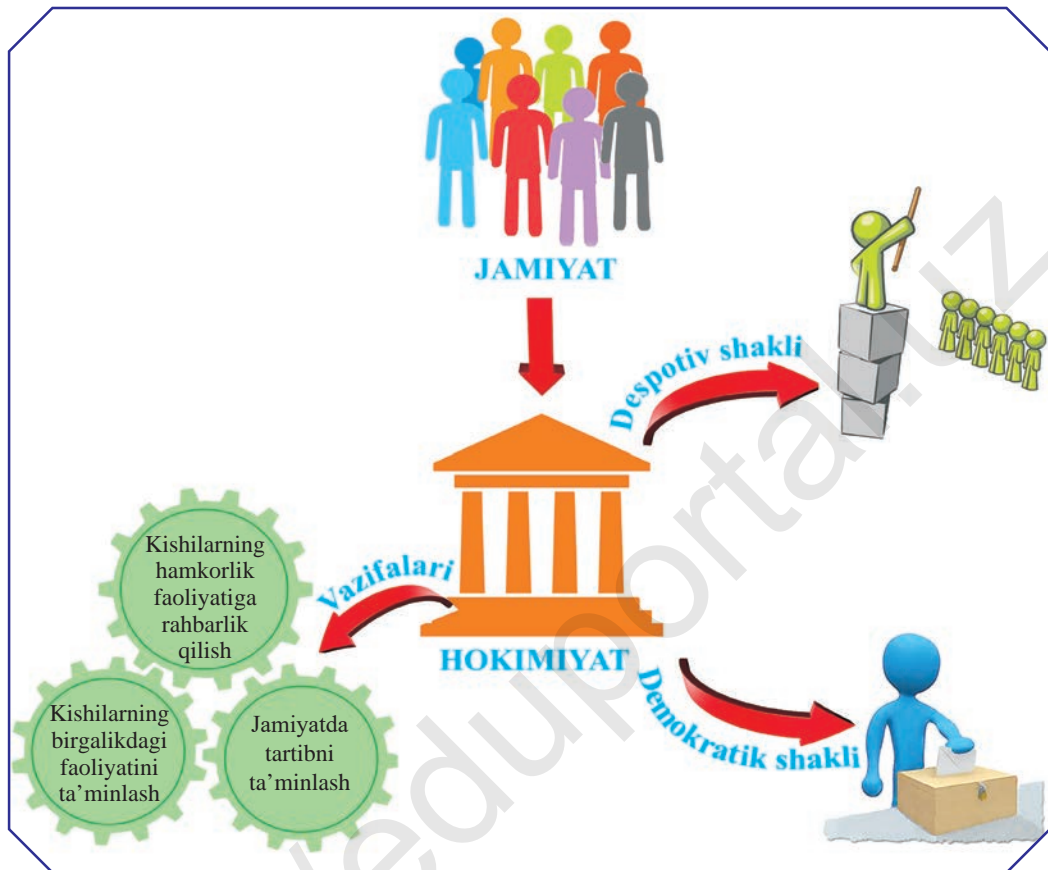 JAMIYAT
Despotiv shakli
Vazifalari
HOKIMIYAT
Demokratik shakli
Kishilarning
hamkorlik
faoliyatiga
rahbarlik
qilish
Kishilarning
birgalikdagi
faoliyatini
ta’minlash
Jamiyatda
tartibni
ta’minlash
eduportal.uz